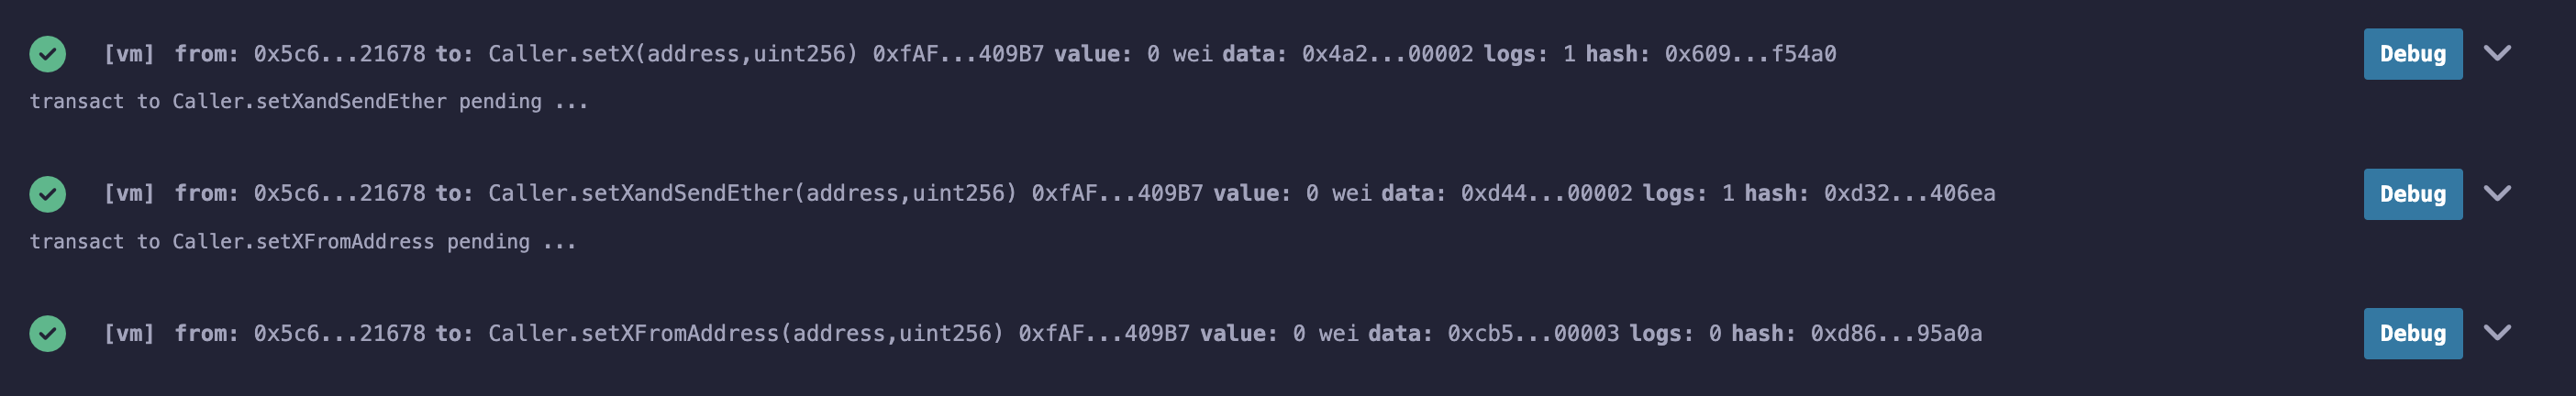 [vm] from: 0x5c6...21678 to: Caller.setX(address,uint256) 0xfAF...409B7 value: 0 wei data: 0x4a2...00002 logs: 1 hash: 0x609...f54a0 Debug
transact to Caller.setXandSendEther pending ...
[vm] from: 0x5c6...21678 to: Caller.setXandSendEther(address,uint256) 0xfAF...409B7 value: 0 wei data: 0xd44...00002 logs: 1 hash: 0xd32...406ea Debug
transact to Caller.setXFromAddress pending ...
[vm] from: 0x5c6...21678 to: Caller.setXFromAddress(address,uint256) 0xfAF...409B7 value: 0 wei data: 0xcb5...00003 logs: 0 hash: 0xd86...95a0a Debug